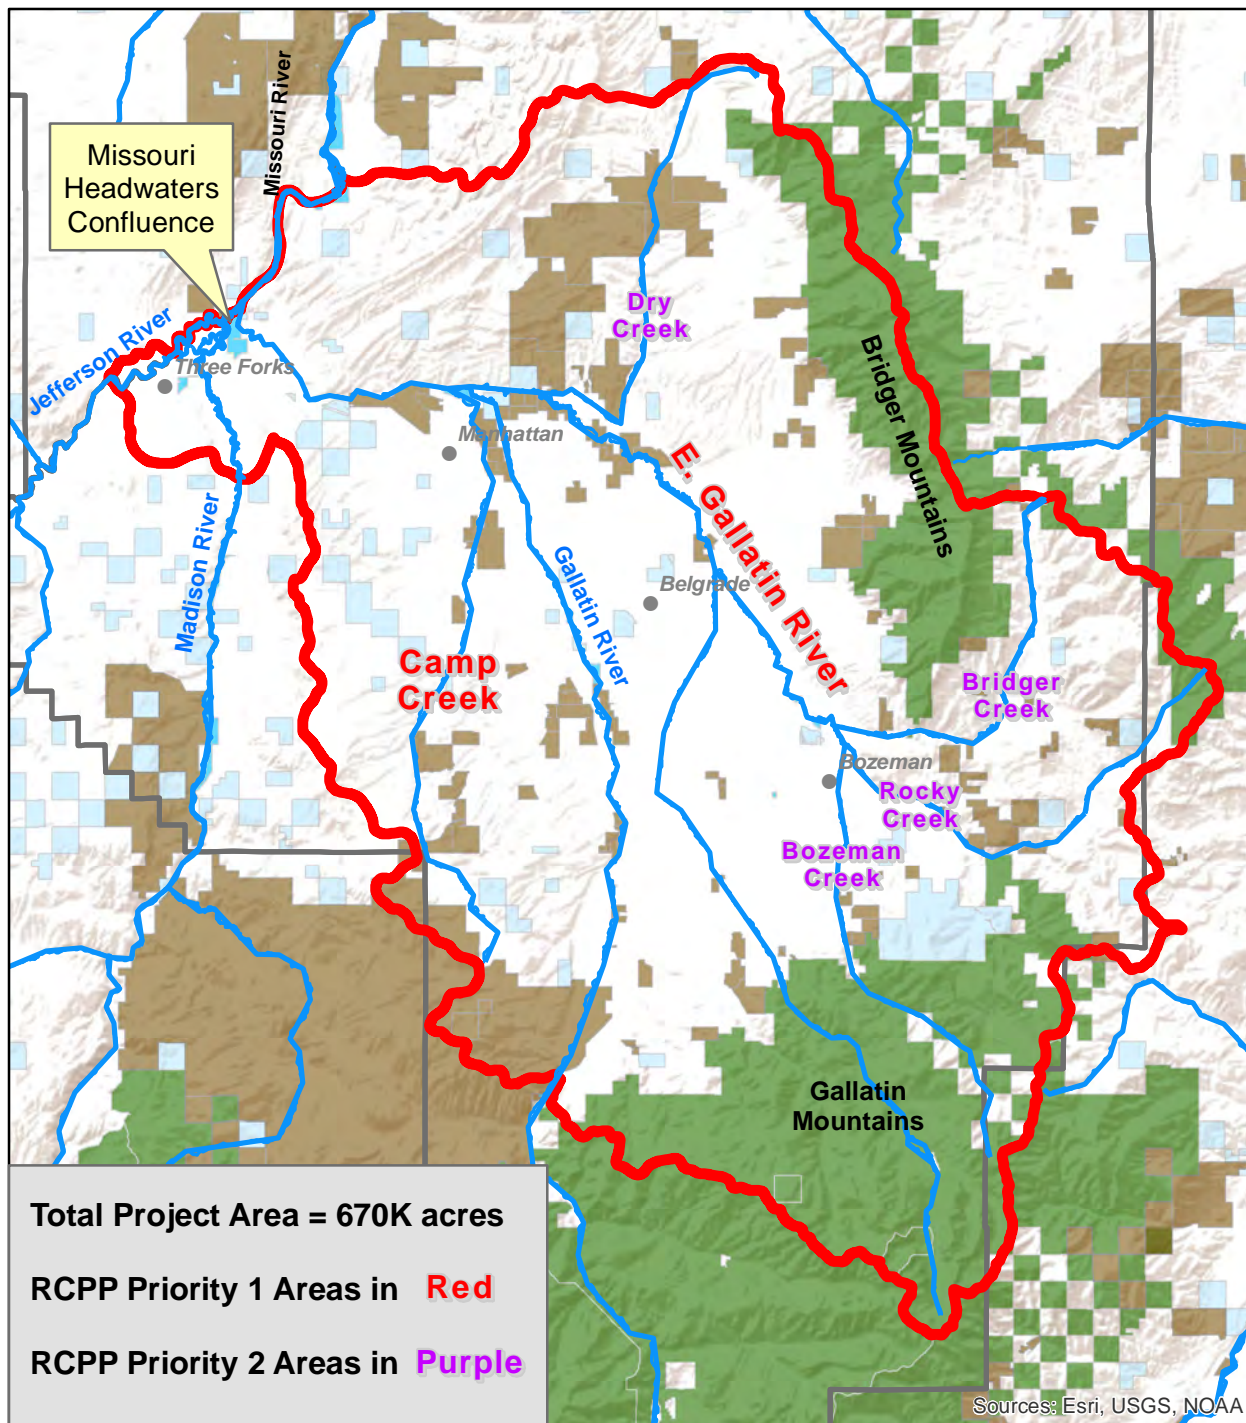 Missouri River
Missouri
Headwaters
Confluence
Dry
Creek
Jefferson River
Three Forks
Bridger Mountains
Manhattan
E. Gallatin River
Madison River
Gallatin River
Belgrade
Camp
Creek
Bridger
Creek
Bozeman
Rocky
Creek
Bozeman
Creek
Gallatin
Mountains
Total Project Area = 670K acres
RCPP Priority 1 Areas in Red
RCPP Priority 2 Areas in Purple
Sources: Esri, USGS, NOAA